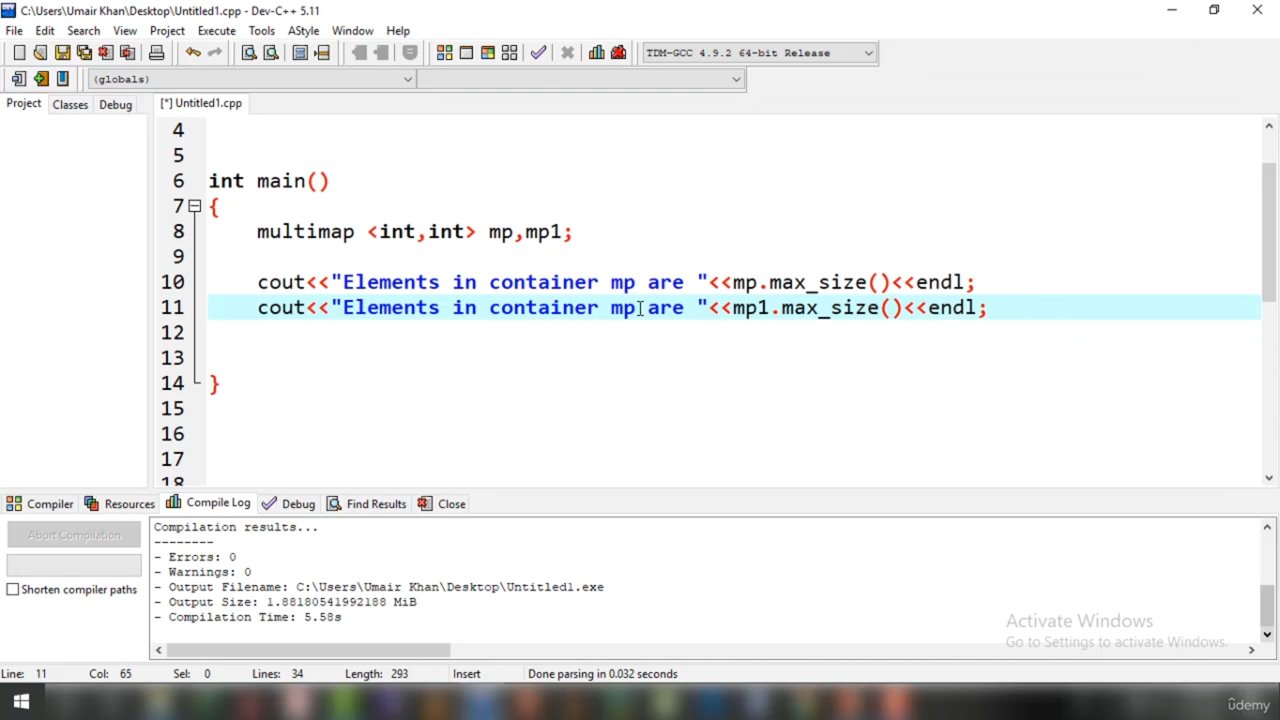 C:\Users\Umair Khan\Desktop\Untitled1.cpp - Dev-C++ 5.11
File Edit Search View Project Execute Tools AStyle Window Help
TDM-GCC 4.9.2 64-bit Release
(globals)
Project Classes Debug [*] Untitled1.cpp
4
5
6 int main()
7 {
8 multimap <int,int> mp,mp1;
9
10 cout<<"Elements in container mp are "<<mp.max_size()<<endl;
11 cout<<"Elements in container mp are "<<mp1.max_size()<<endl;
12
13
14 }
15
16
17
18
Compiler Resources Compile Log Debug Find Results Close
Abort Compilation
Shorten compiler paths
Compilation results...
--------
- Errors: 0
- Warnings: 0
- Output Filename: C:\Users\Umair Khan\Desktop\Untitled1.exe
- Output Size: 1.88180541992188 MiB
- Compilation Time: 5.58s
Activate Windows
Go to Settings to activate Windows.
Line: 11 Col: 65 Sel: 0 Lines: 34 Length: 293 Insert Done parsing in 0.032 seconds
ûdemy